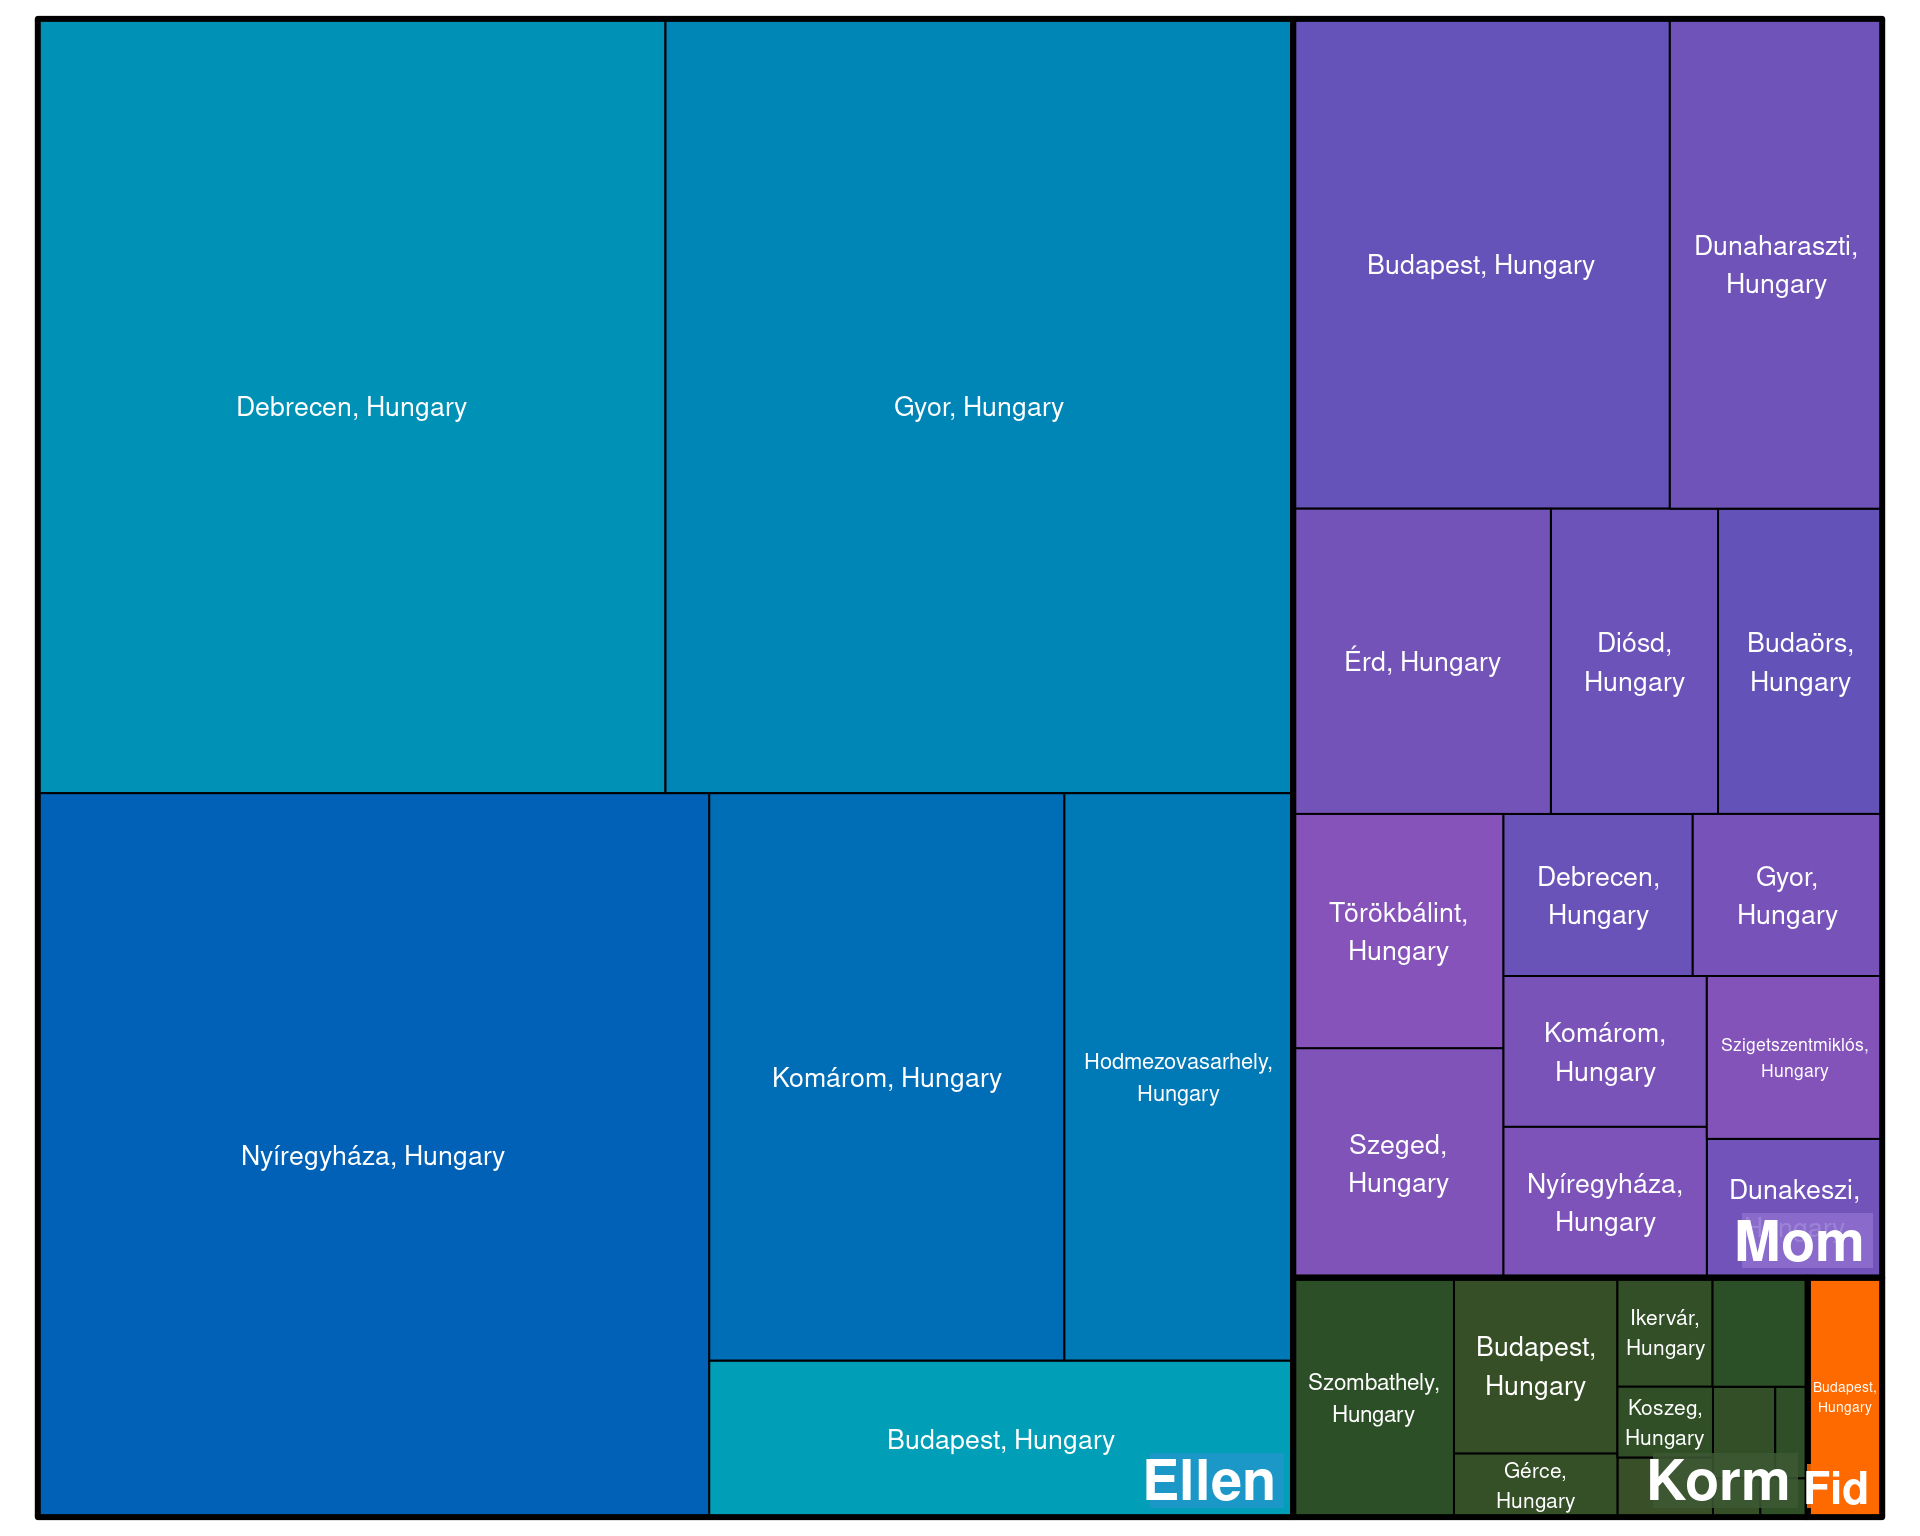 Debrecen, Hungary
Gyor, Hungary
Nyíregyháza, Hungary
Komárom, Hungary
Hodmezovasarhely,
Hungary
Budapest, Hungary
Ellen
Budapest, Hungary
Dunaharaszti,
Hungary
Érd, Hungary
Diósd,
Hungary
Budaörs,
Hungary
Törökbálint,
Hungary
Debrecen,
Hungary
Gyor,
Hungary
Szeged,
Hungary
Komárom,
Hungary
Szigetszentmiklós,
Hungary
Nyíregyháza,
Hungary
Dunakeszi,
Hungary
Mom
Szombathely,
Hungary
Budapest,
Hungary
Gérce,
Hungary
Ikervár,
Hungary
Koszeg,
Hungary
Korm
Budapest,
Hungary
Fid